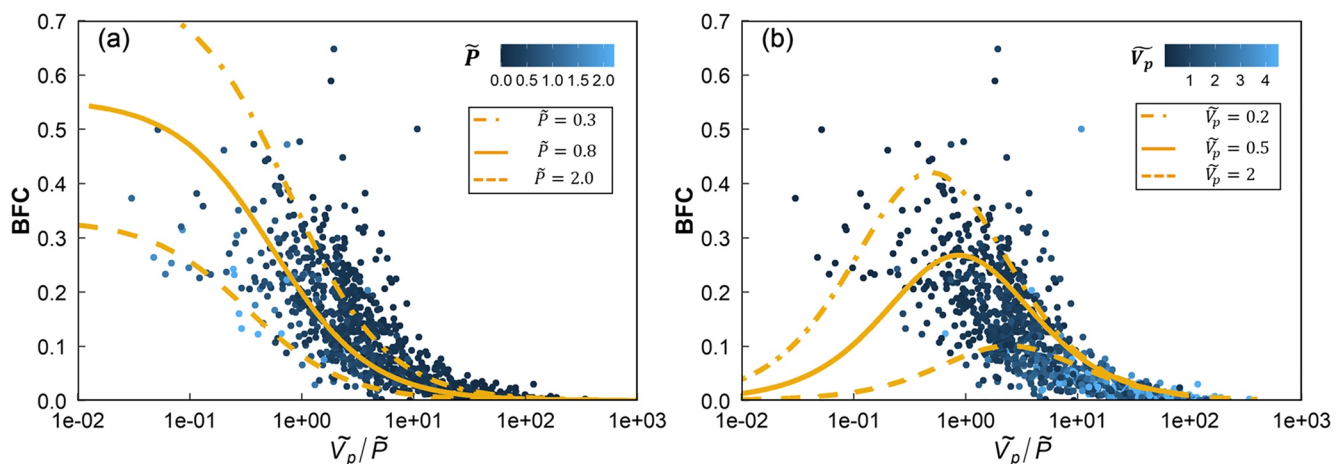 (a)
P̃
0.0 0.5 1.0 1.5 2.0
P̃ = 0.3
P̃ = 0.8
P̃ = 2.0
BFC
0.7
0.6
0.5
0.4
0.3
0.2
0.1
0.0
1e-02 1e-01 1e+00 1e+01 1e+02 1e+03
Ṽp/P̃
(b)
Ṽp
1 2 3 4
Ṽp = 0.2
Ṽp = 0.5
Ṽp = 2
BFC
0.7
0.6
0.5
0.4
0.3
0.2
0.1
0.0
1e-02 1e-01 1e+00 1e+01 1e+02 1e+03
Ṽp/P̃